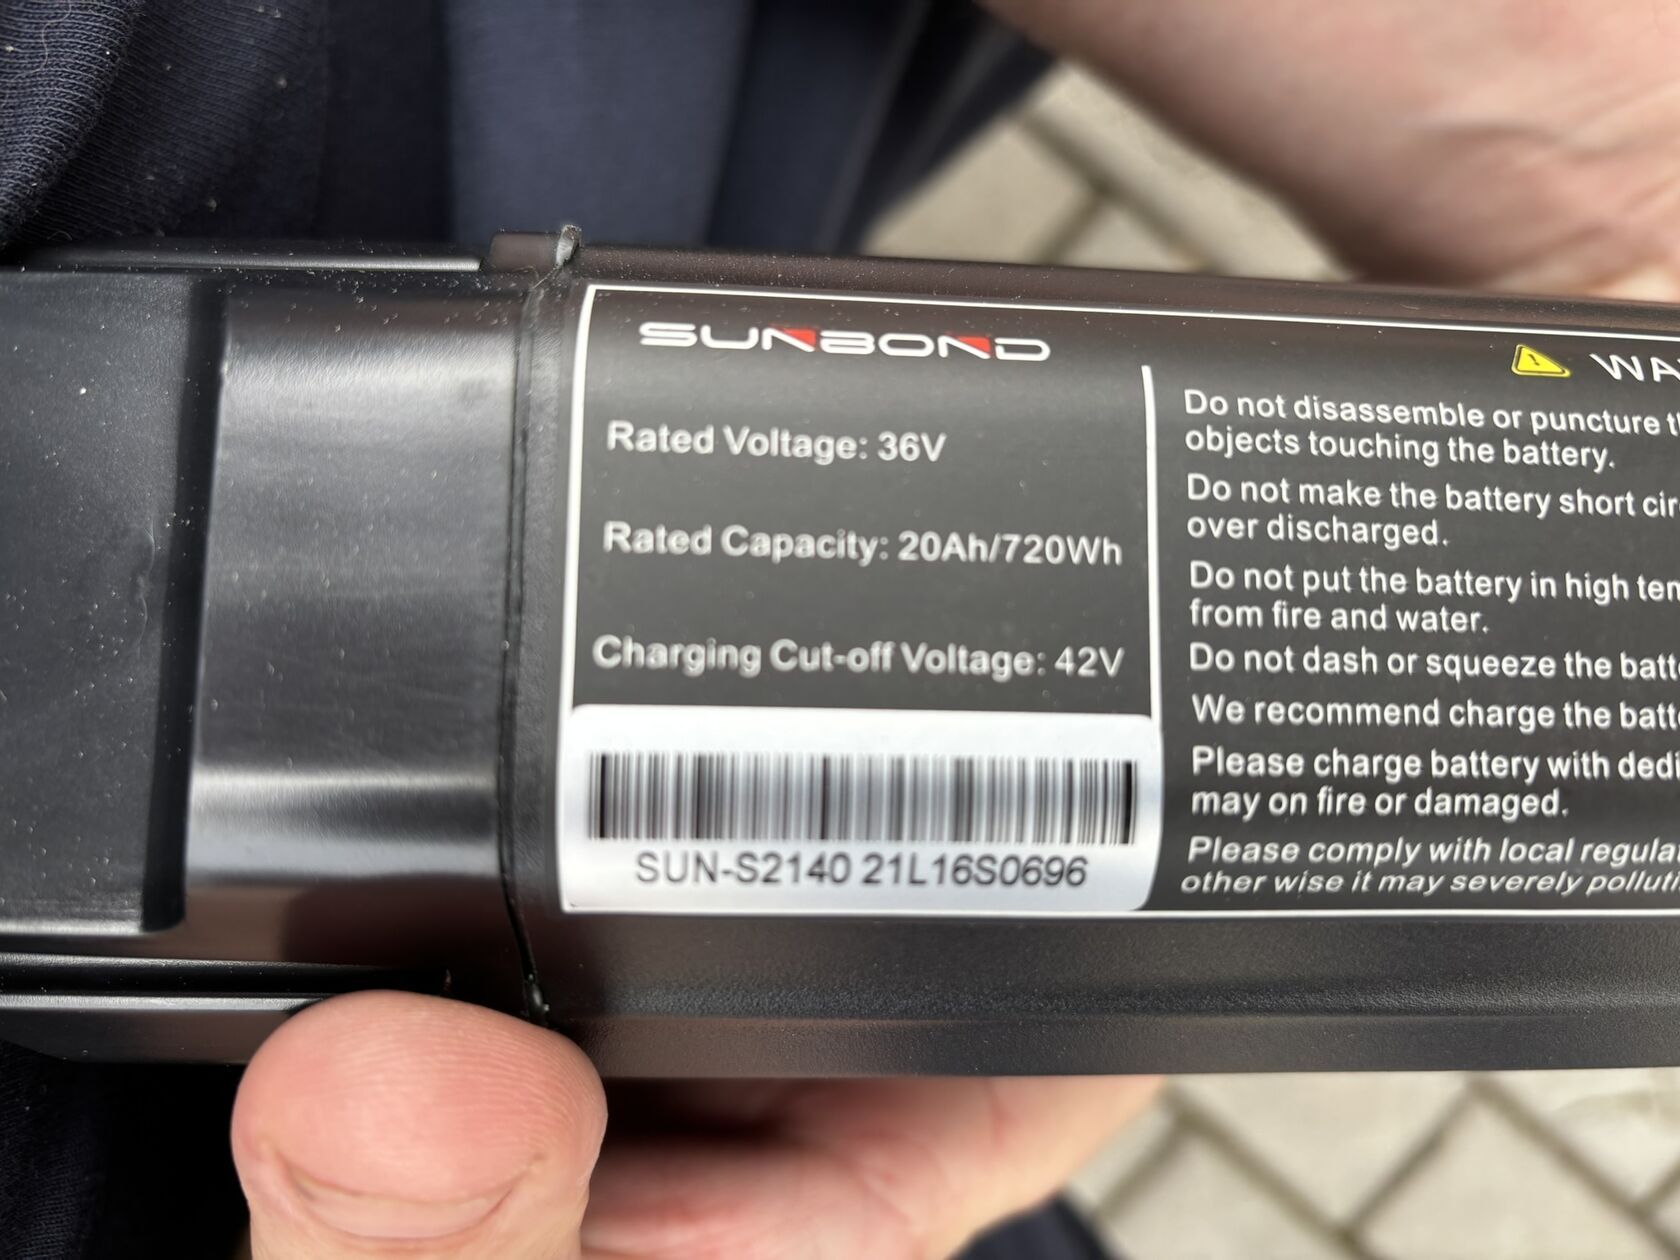 SUNBOND
Rated Voltage: 36V
Rated Capacity: 20Ah/720Wh
Charging Cut-off Voltage: 42V
SUN-S2140 21L16S0696
Do not disassemble or puncture
objects touching the battery.
Do not make the battery short
over discharged.
Do not put the battery in high
from fire and water.
Do not dash or squeeze the
We recommend charge the
Please charge battery with
may on fire or damaged.
Please comply with local
other wise it may severely